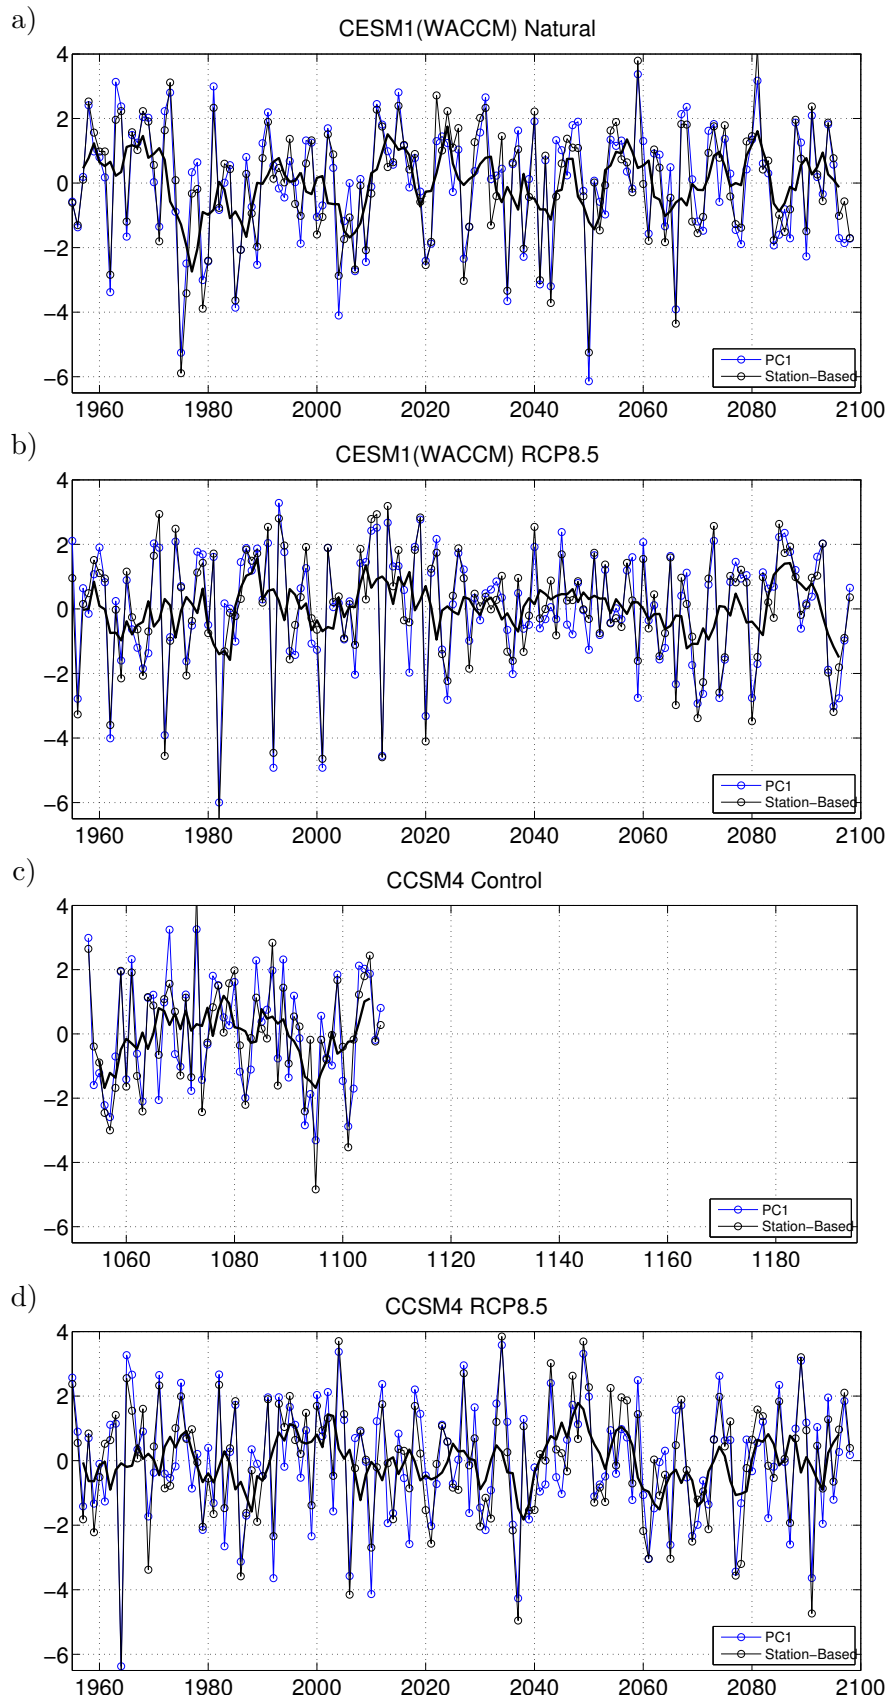 a)
CESM1(WACCM) Natural
4
2
0
−2
−4
−6
1960 1980 2000 2020 2040 2060 2080 2100
PC1
Station−Based
b)
CESM1(WACCM) RCP8.5
4
2
0
−2
−4
−6
1960 1980 2000 2020 2040 2060 2080 2100
PC1
Station−Based
c)
CCSM4 Control
4
2
0
−2
−4
−6
1060 1080 1100 1120 1140 1160 1180
PC1
Station−Based
d)
CCSM4 RCP8.5
4
2
0
−2
−4
−6
1960 1980 2000 2020 2040 2060 2080 2100
PC1
Station−Based